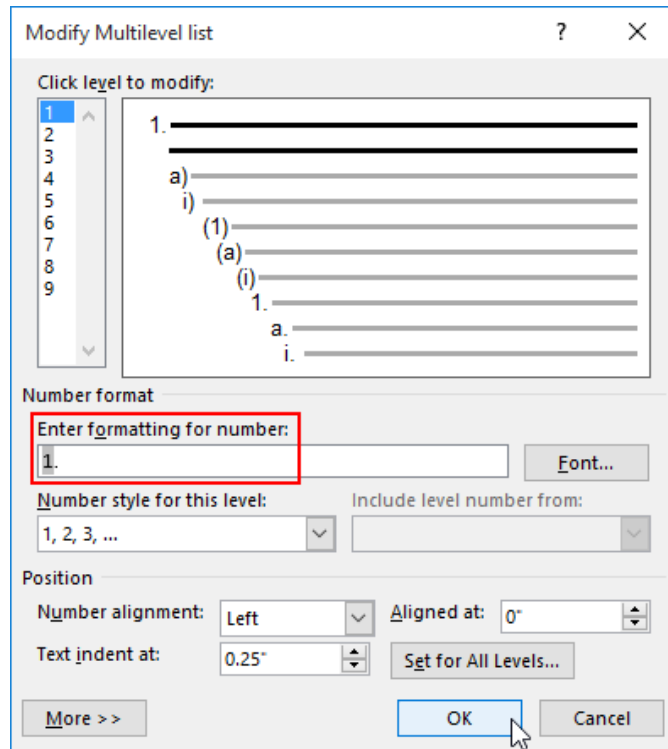 Modify Multilevel list ?
Click level to modify:
1
2
3
4
5
6
7
8
9
1.
a)
i)
(1)
(a)
(i)
1.
a.
i.
Number format
Enter formatting for number:
1. Font...
Number style for this level: Include level number from:
1, 2, 3, ...
Position
Number alignment: Left Aligned at: 0"
Text indent at: 0.25" Set for All Levels...
More >> OK Cancel